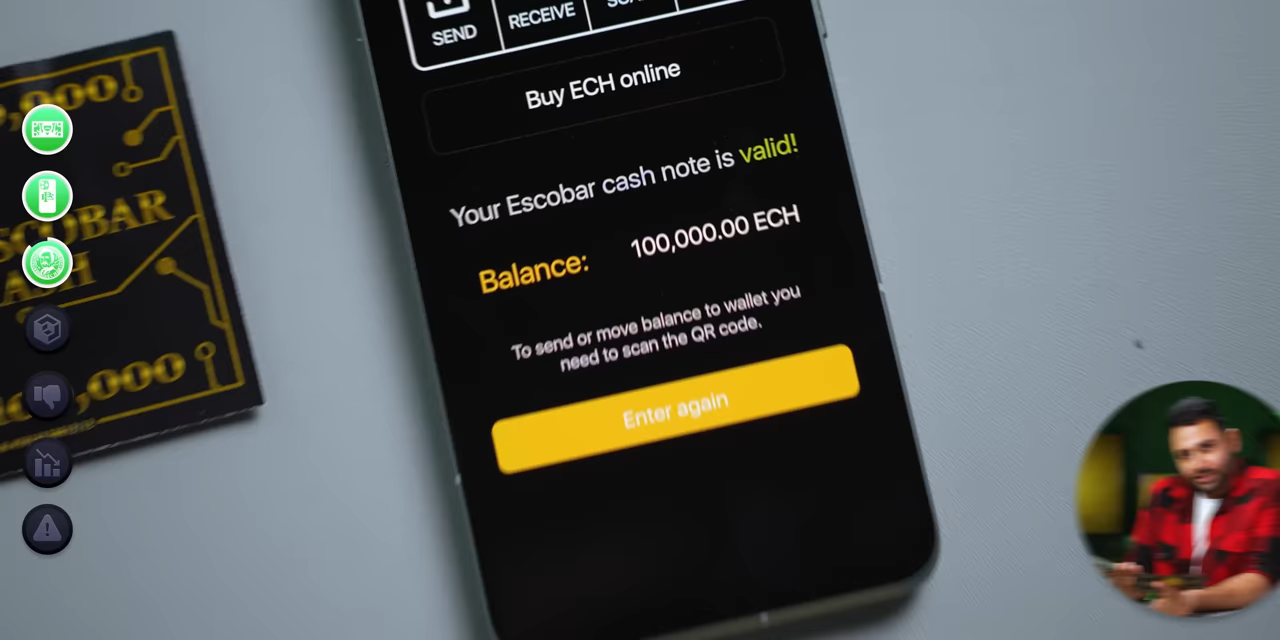 SEND
RECEIVE
Buy ECH online
Your Escobar cash note is valid!
Balance: 100,000.00 ECH
To send or move balance to wallet you
need to scan the QR code.
Enter again